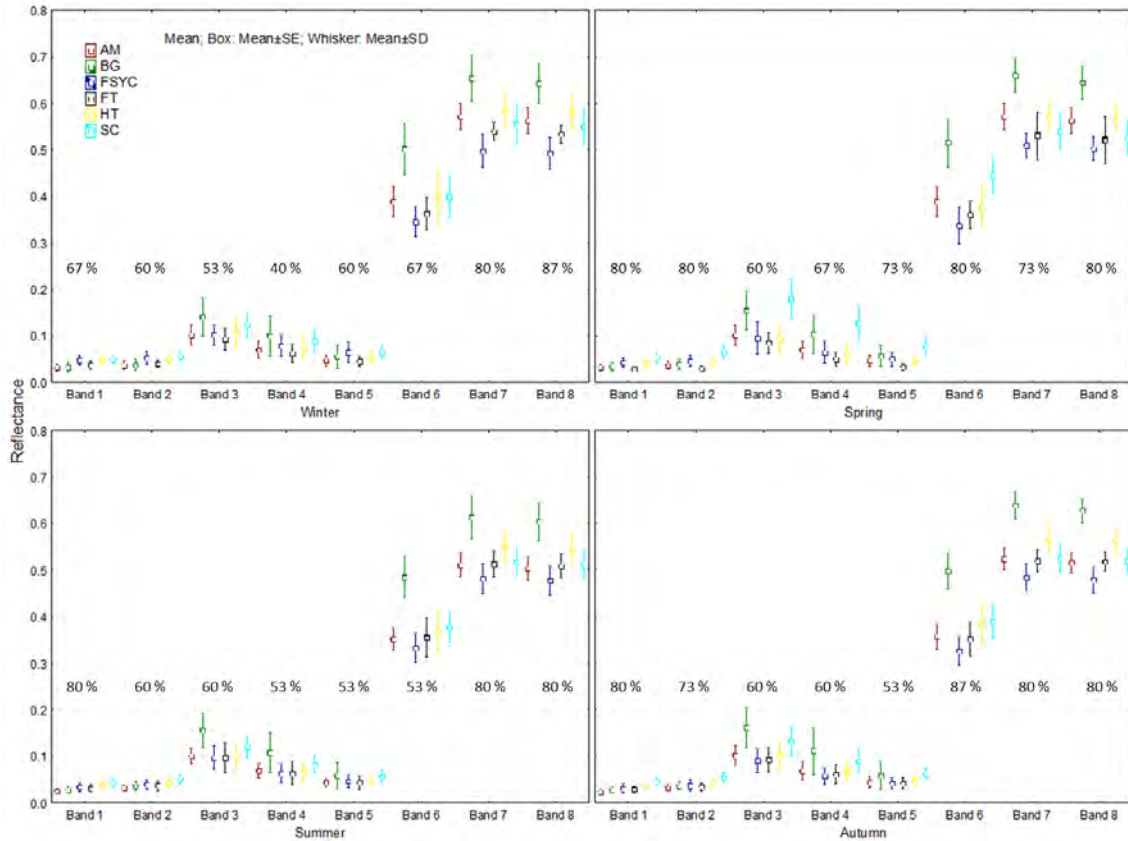 0.8
0.7
0.6
0.5
0.4
0.3
0.2
0.1
0.0
Mean; Box: Mean±SE; Whisker: Mean±SD
AM
BG
FSYC
FT
HT
SC
67 % 60 % 53 % 40 % 60 % 67 % 80 % 87 %
Band 1 Band 2 Band 3 Band 4 Band 5 Band 6 Band 7 Band 8
Winter
80 % 80 % 60 % 67 % 73 % 80 % 73 % 80 %
Band 1 Band 2 Band 3 Band 4 Band 5 Band 6 Band 7 Band 8
Spring
Reflectance
0.8
0.7
0.6
0.5
0.4
0.3
0.2
0.1
0.0
80 % 60 % 60 % 53 % 53 % 53 % 80 % 80 %
Band 1 Band 2 Band 3 Band 4 Band 5 Band 6 Band 7 Band 8
Summer
80 % 73 % 60 % 60 % 53 % 87 % 80 % 80 %
Band 1 Band 2 Band 3 Band 4 Band 5 Band 6 Band 7 Band 8
Autumn